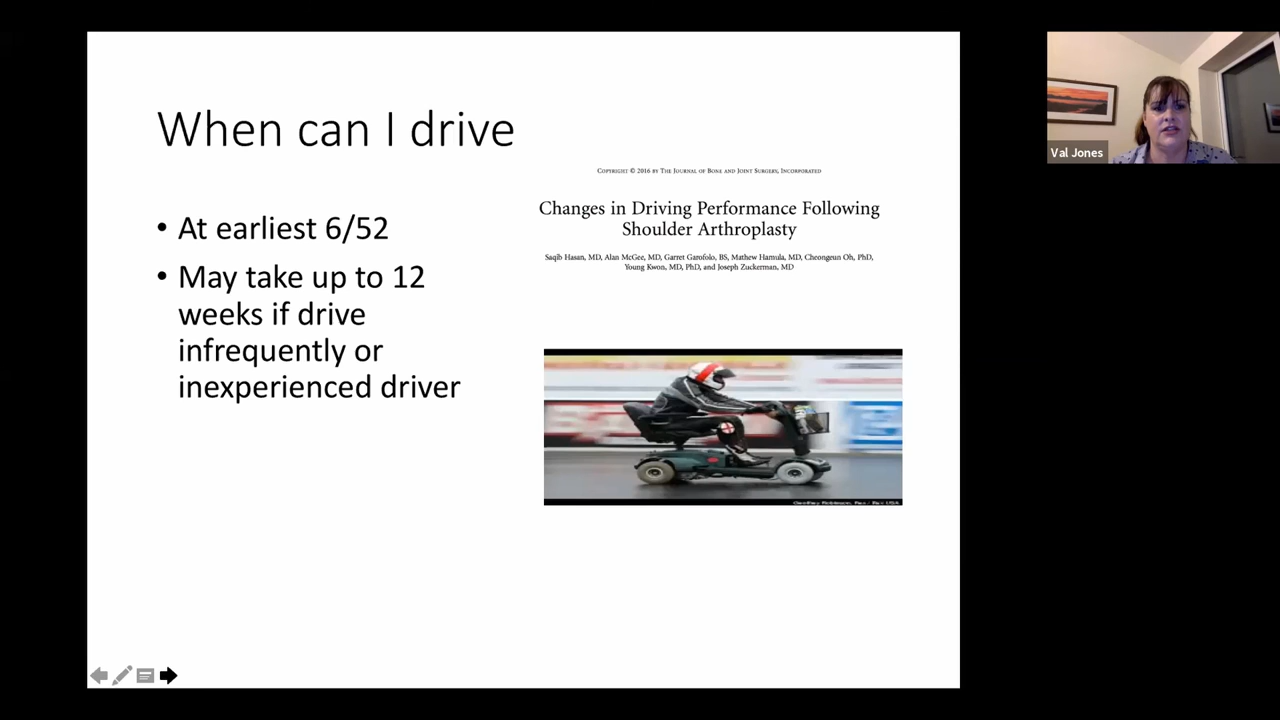 When can I drive
• At earliest 6/52
• May take up to 12
weeks if drive
infrequently or
inexperienced driver
COPYRIGHT © 2016 BY THE JOURNAL OF BONE AND JOINT SURGERY, INCORPORATED
Changes in Driving Performance Following
Shoulder Arthroplasty
Saqib Hasan, MD, Alan McGee, MD, Garret Garofolo, BS, Mathew Hamula, MD, Cheongeun Oh, PhD,
Young Kwon, MD, PhD, and Joseph Zuckerman, MD
Val Jones